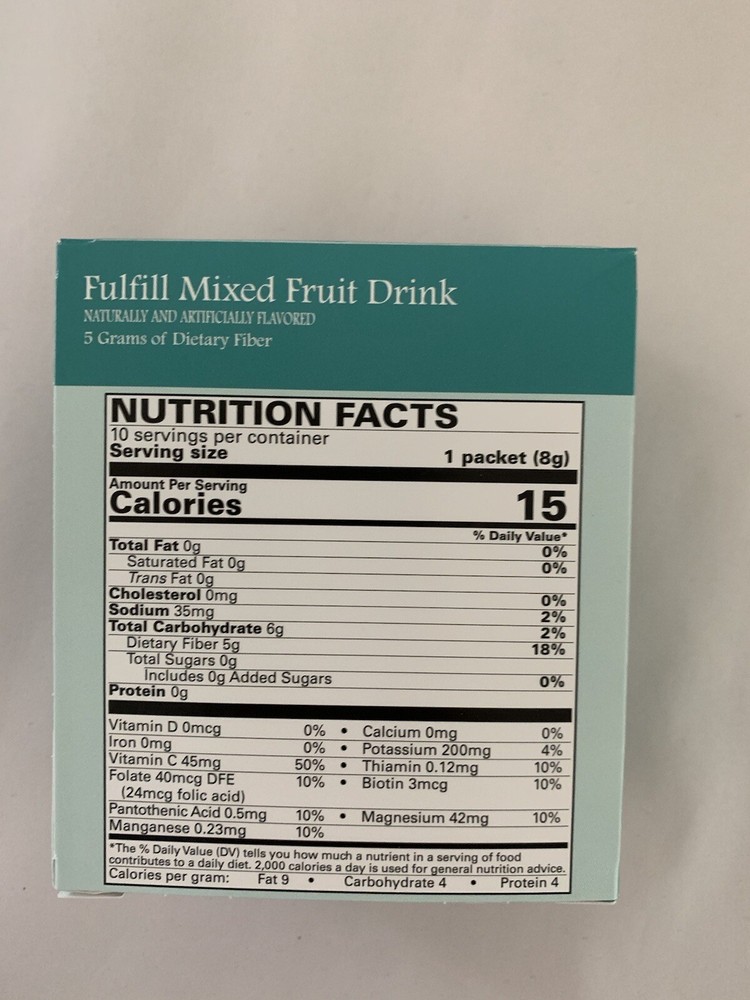 Fulfill Mixed Fruit Drink
NATURALLY AND ARTIFICIALLY FLAVORED
5 Grams of Dietary Fiber
NUTRITION FACTS
10 servings per container
Serving size 1 packet (8g)
Amount Per Serving
Calories 15
% Daily Value*
Total Fat 0g 0%
Saturated Fat 0g 0%
Trans Fat 0g
Cholesterol 0mg 0%
Sodium 35mg 2%
Total Carbohydrate 6g 2%
Dietary Fiber 5g 18%
Total Sugars 0g
Includes 0g Added Sugars 0%
Protein 0g
Vitamin D 0mcg 0% • Calcium 0mg 0%
Iron 0mg 0% • Potassium 200mg 4%
Vitamin C 45mg 50% • Thiamin 0.12mg 10%
Folate 40mcg DFE 10% • Biotin 3mcg 10%
(24mcg folic acid)
Pantothenic Acid 0.5mg 10% • Magnesium 42mg 10%
Manganese 0.23mg 10%
*The % Daily Value (DV) tells you how much a nutrient in a serving of food
contributes to a daily diet. 2,000 calories a day is used for general nutrition advice.
Calories per gram: Fat 9 • Carbohydrate 4 • Protein 4